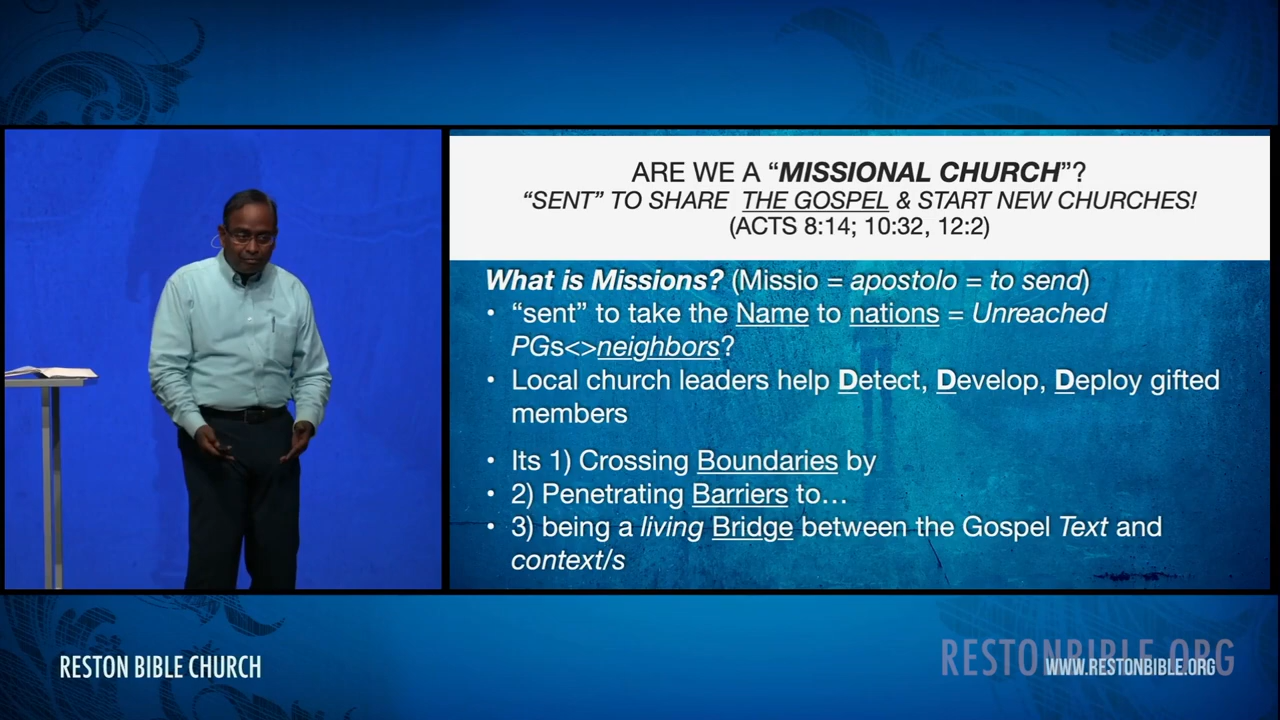 ARE WE A “MISSIONAL CHURCH”?
“SENT” TO SHARE THE GOSPEL & START NEW CHURCHES!
(ACTS 8:14; 10:32, 12:2)
What is Missions? (Missio = apostolo = to send)
• “sent” to take the Name to nations = Unreached
PGs<>neighbors?
• Local church leaders help Detect, Develop, Deploy gifted
members
• Its 1) Crossing Boundaries by
• 2) Penetrating Barriers to…
• 3) being a living Bridge between the Gospel Text and
context/s
RESTON BIBLE CHURCH
RESTONBIBLE.ORG
WWW.RESTONBIBLE.ORG